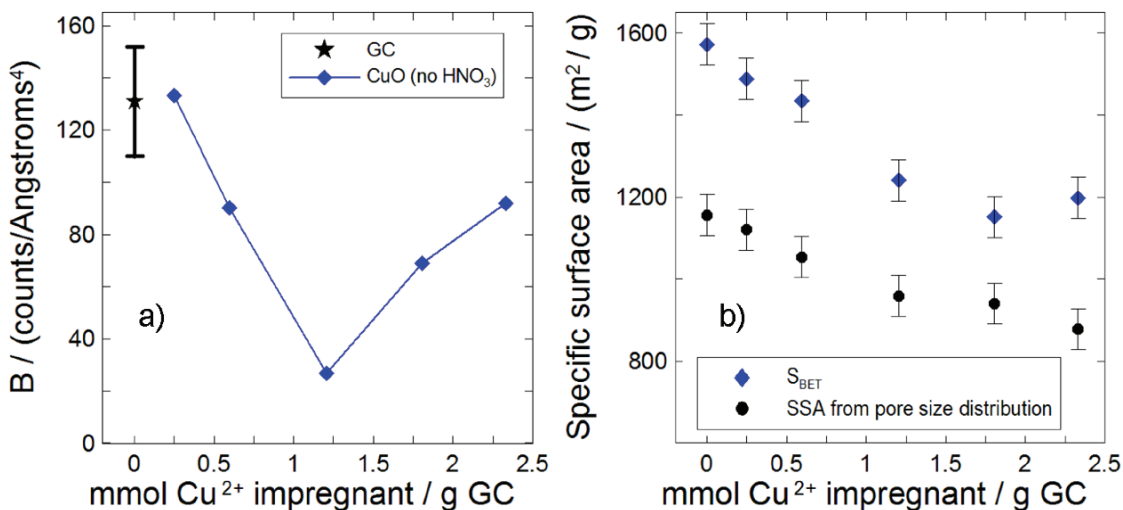 160
120
80
40
0
B / (counts/Angstroms⁴)
GC
CuO (no HNO₃)
a)
0 0.5 1 1.5 2 2.5
mmol Cu²⁺ impregnant / g GC
1600
1200
800
Specific surface area / (m² / g)
b)
S_BET
SSA from pore size distribution
0 0.5 1 1.5 2 2.5
mmol Cu²⁺ impregnant / g GC